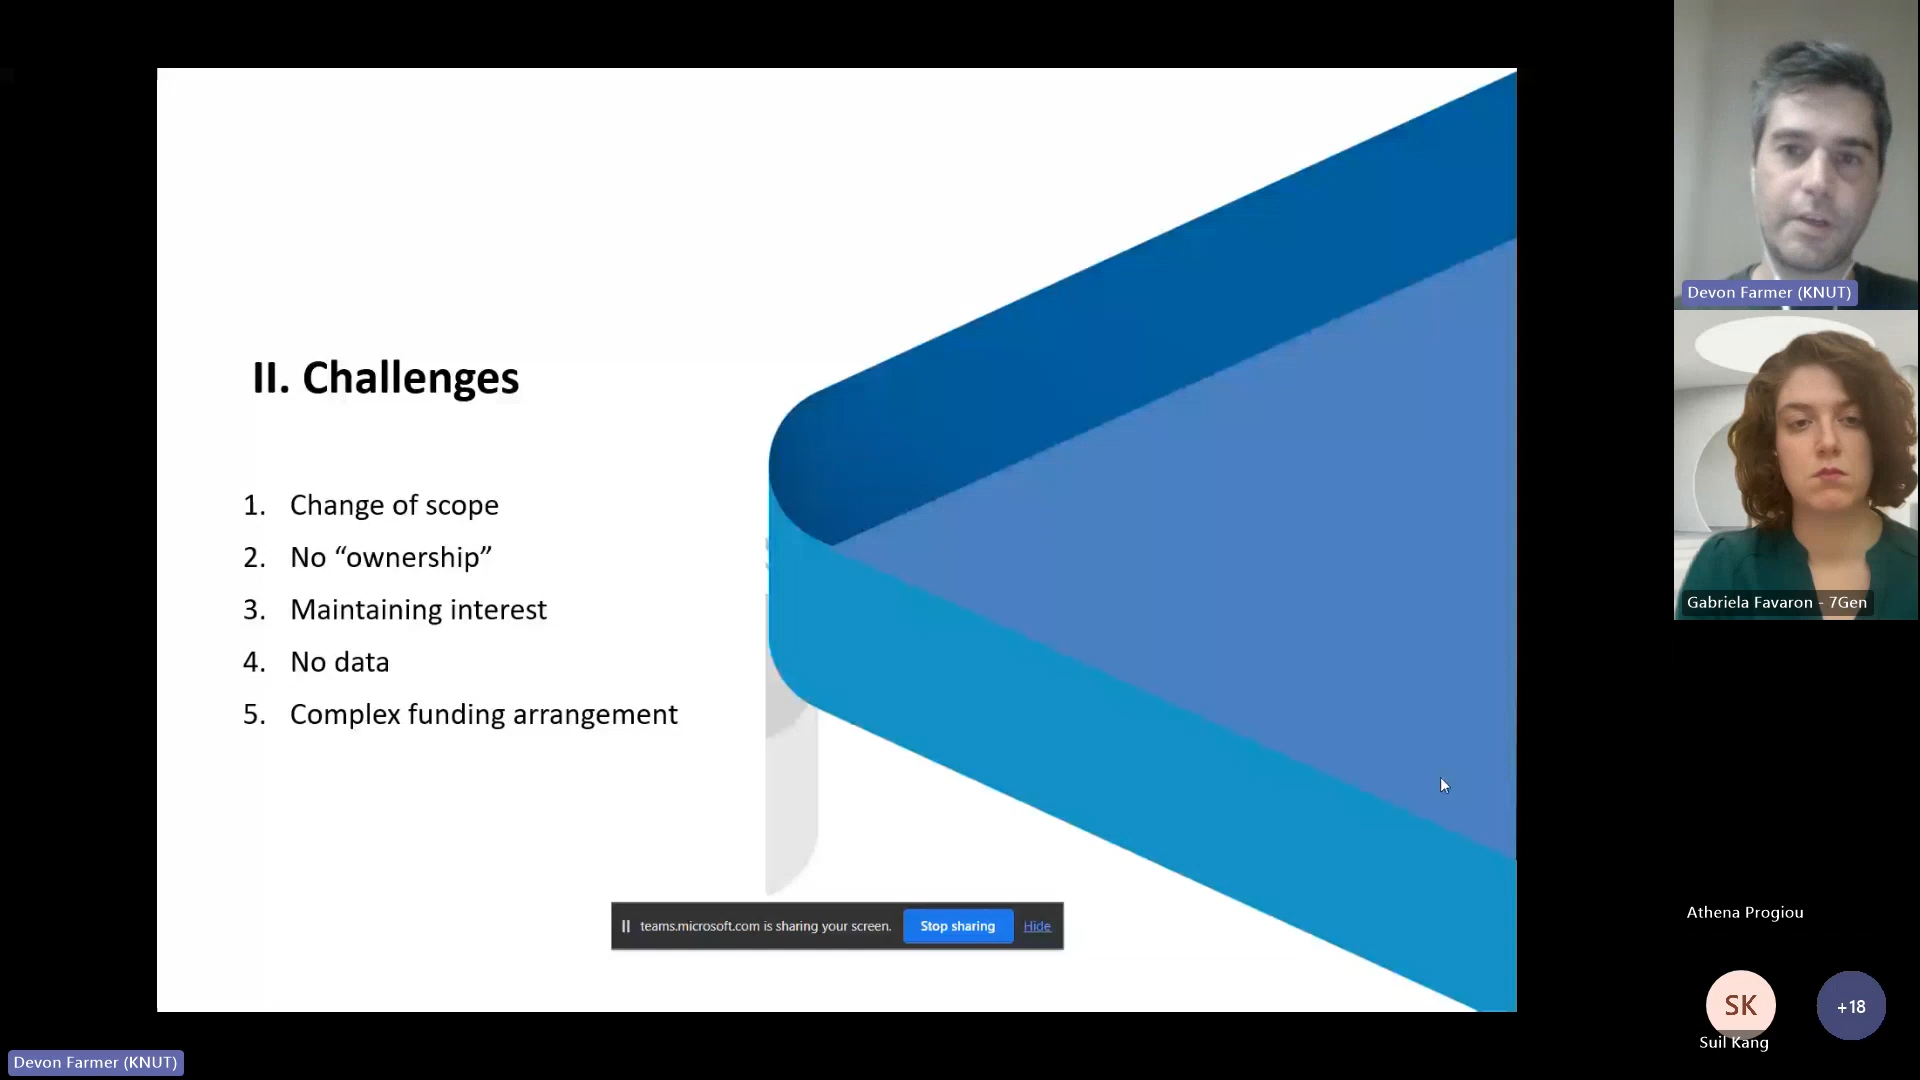 II. Challenges
1. Change of scope
2. No “ownership”
3. Maintaining interest
4. No data
5. Complex funding arrangement
teams.microsoft.com is sharing your screen. Stop sharing Hide
Devon Farmer (KNUT)
Devon Farmer (KNUT)
Gabriela Favaron - 7Gen
Athena Progiou
SK
+18
Suil Kang